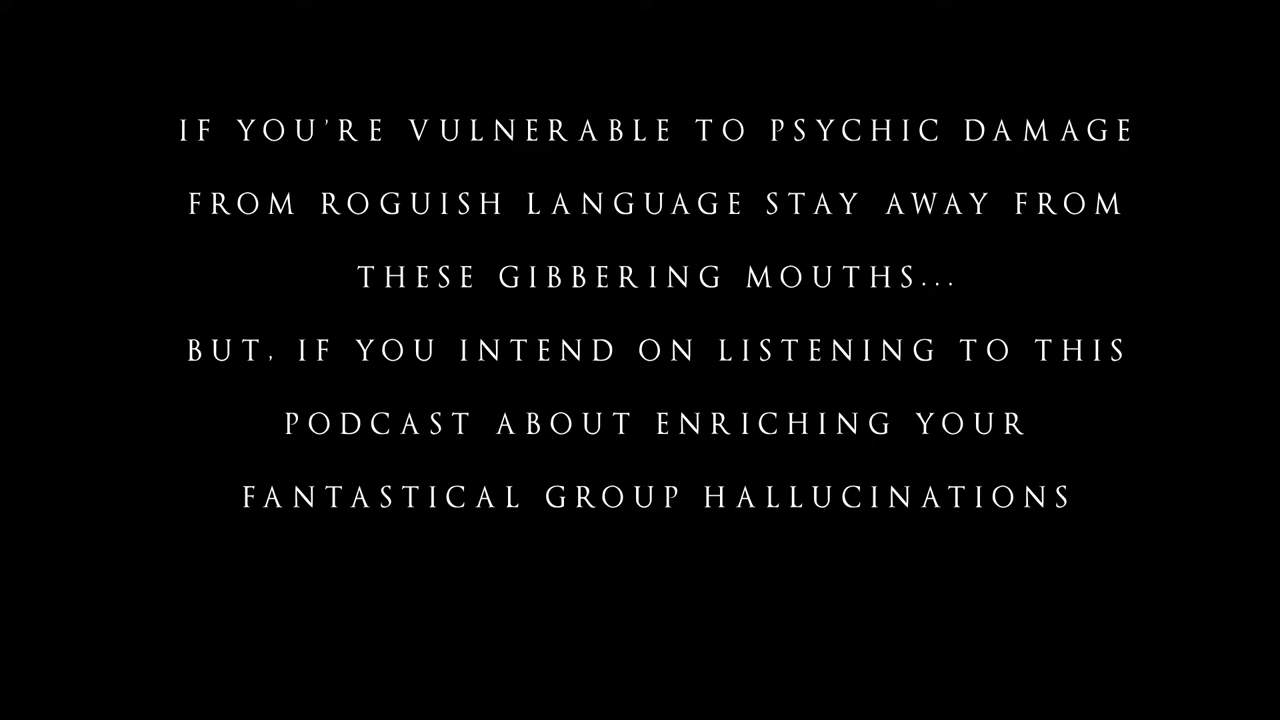 IF YOU'RE VULNERABLE TO PSYCHIC DAMAGE
FROM ROGUISH LANGUAGE STAY AWAY FROM
THESE GIBBERING MOUTHS...
BUT, IF YOU INTEND ON LISTENING TO THIS
PODCAST ABOUT ENRICHING YOUR
FANTASTICAL GROUP HALLUCINATIONS